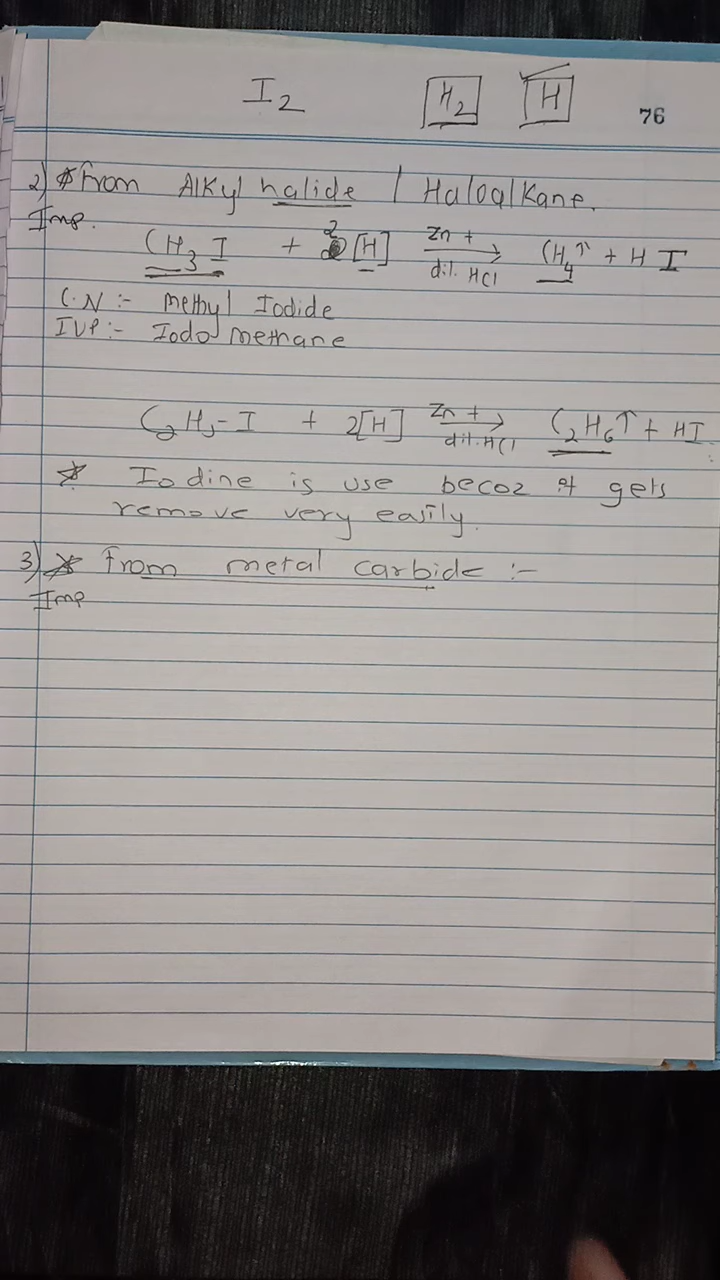 I2 H2 H 76
2) * From Alkyl halide / Haloalkane.
Imp.
CH3I + 2[H] Zn + dil. HCl → CH4↑ + HI
C.N :- Methyl Iodide
IUP :- Iodo methane
C2H5-I + 2[H] Zn + dil. HCl → C2H6↑ + HI
* Iodine is use becoz it gets
remove very easily.
3) * From metal carbide :-
Imp